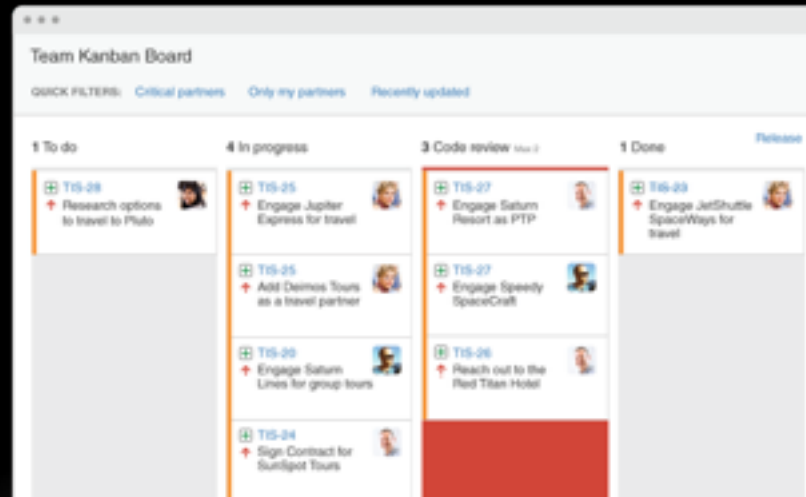 Team Kanban Board
QUICK FILTERS: Critical partners Only my partners Recently updated
Release
1 To do
TIS-28
Research options
to travel to Pluto
4 In progress
TIS-25
Engage Jupiter
Express for travel
TIS-25
Add Deimos Tours
as a travel partner
TIS-20
Engage Saturn
Lines for group tours
TIS-24
Sign Contract for
SunSpot Tours
3 Code review Max 2
TIS-27
Engage Saturn
Resort as PTP
TIS-27
Engage Speedy
SpaceCraft
TIS-26
Reach out to the
Red Titan Hotel
1 Done
TIS-23
Engage JetShuttle
SpaceWays for
travel